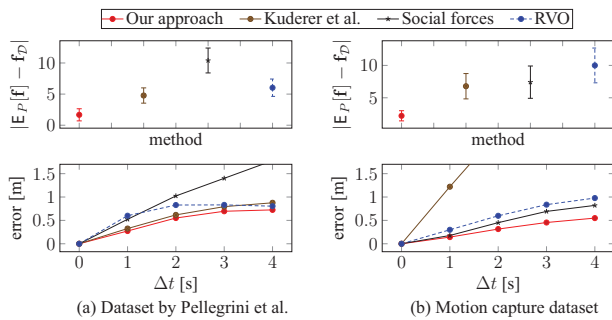 Our approach Kuderer et al. Social forces RVO
|E_P[f] − f_D|
10
5
0
method
|E_P[f] − f_D|
10
5
method
error [m]
1.5
1
0.5
0
0 1 2 3 4
Δt [s]
error [m]
1.5
1
0.5
0
0 1 2 3 4
Δt [s]
(a) Dataset by Pellegrini et al.
(b) Motion capture dataset